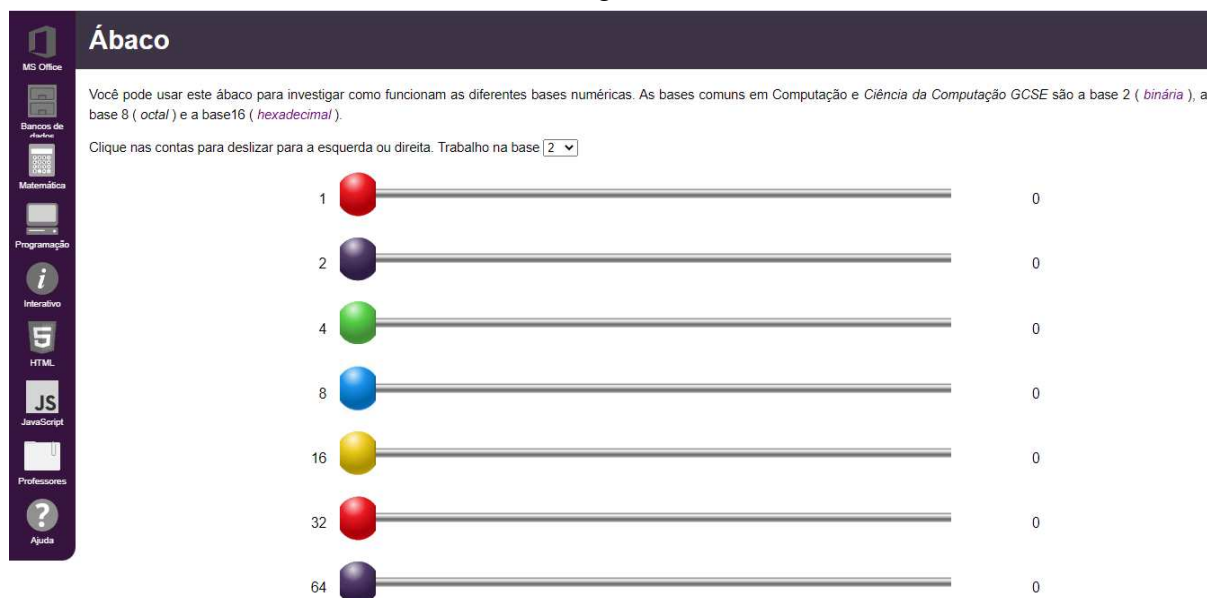 Ábaco
MS Office
Bancos de
dados
Matemática
Programação
Interativo
HTML
JS
JavaScript
Professores
Ajuda
Você pode usar este ábaco para investigar como funcionam as diferentes bases numéricas. As bases comuns em Computação e Ciência da Computação GCSE são a base 2 ( binária ), a
base 8 ( octal ) e a base16 ( hexadecimal ).
Clique nas contas para deslizar para a esquerda ou direita. Trabalho na base 2
1 0
2 0
4 0
8 0
16 0
32 0
64 0